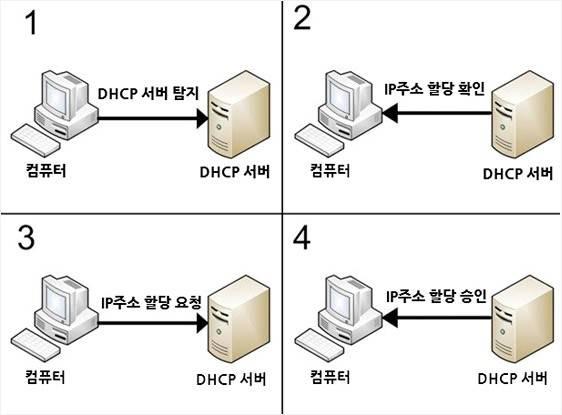 1
DHCP 서버 탐지
컴퓨터
DHCP 서버
2
IP주소 할당 확인
컴퓨터
DHCP 서버
3
IP주소 할당 요청
컴퓨터
DHCP 서버
4
IP주소 할당 승인
컴퓨터
DHCP 서버